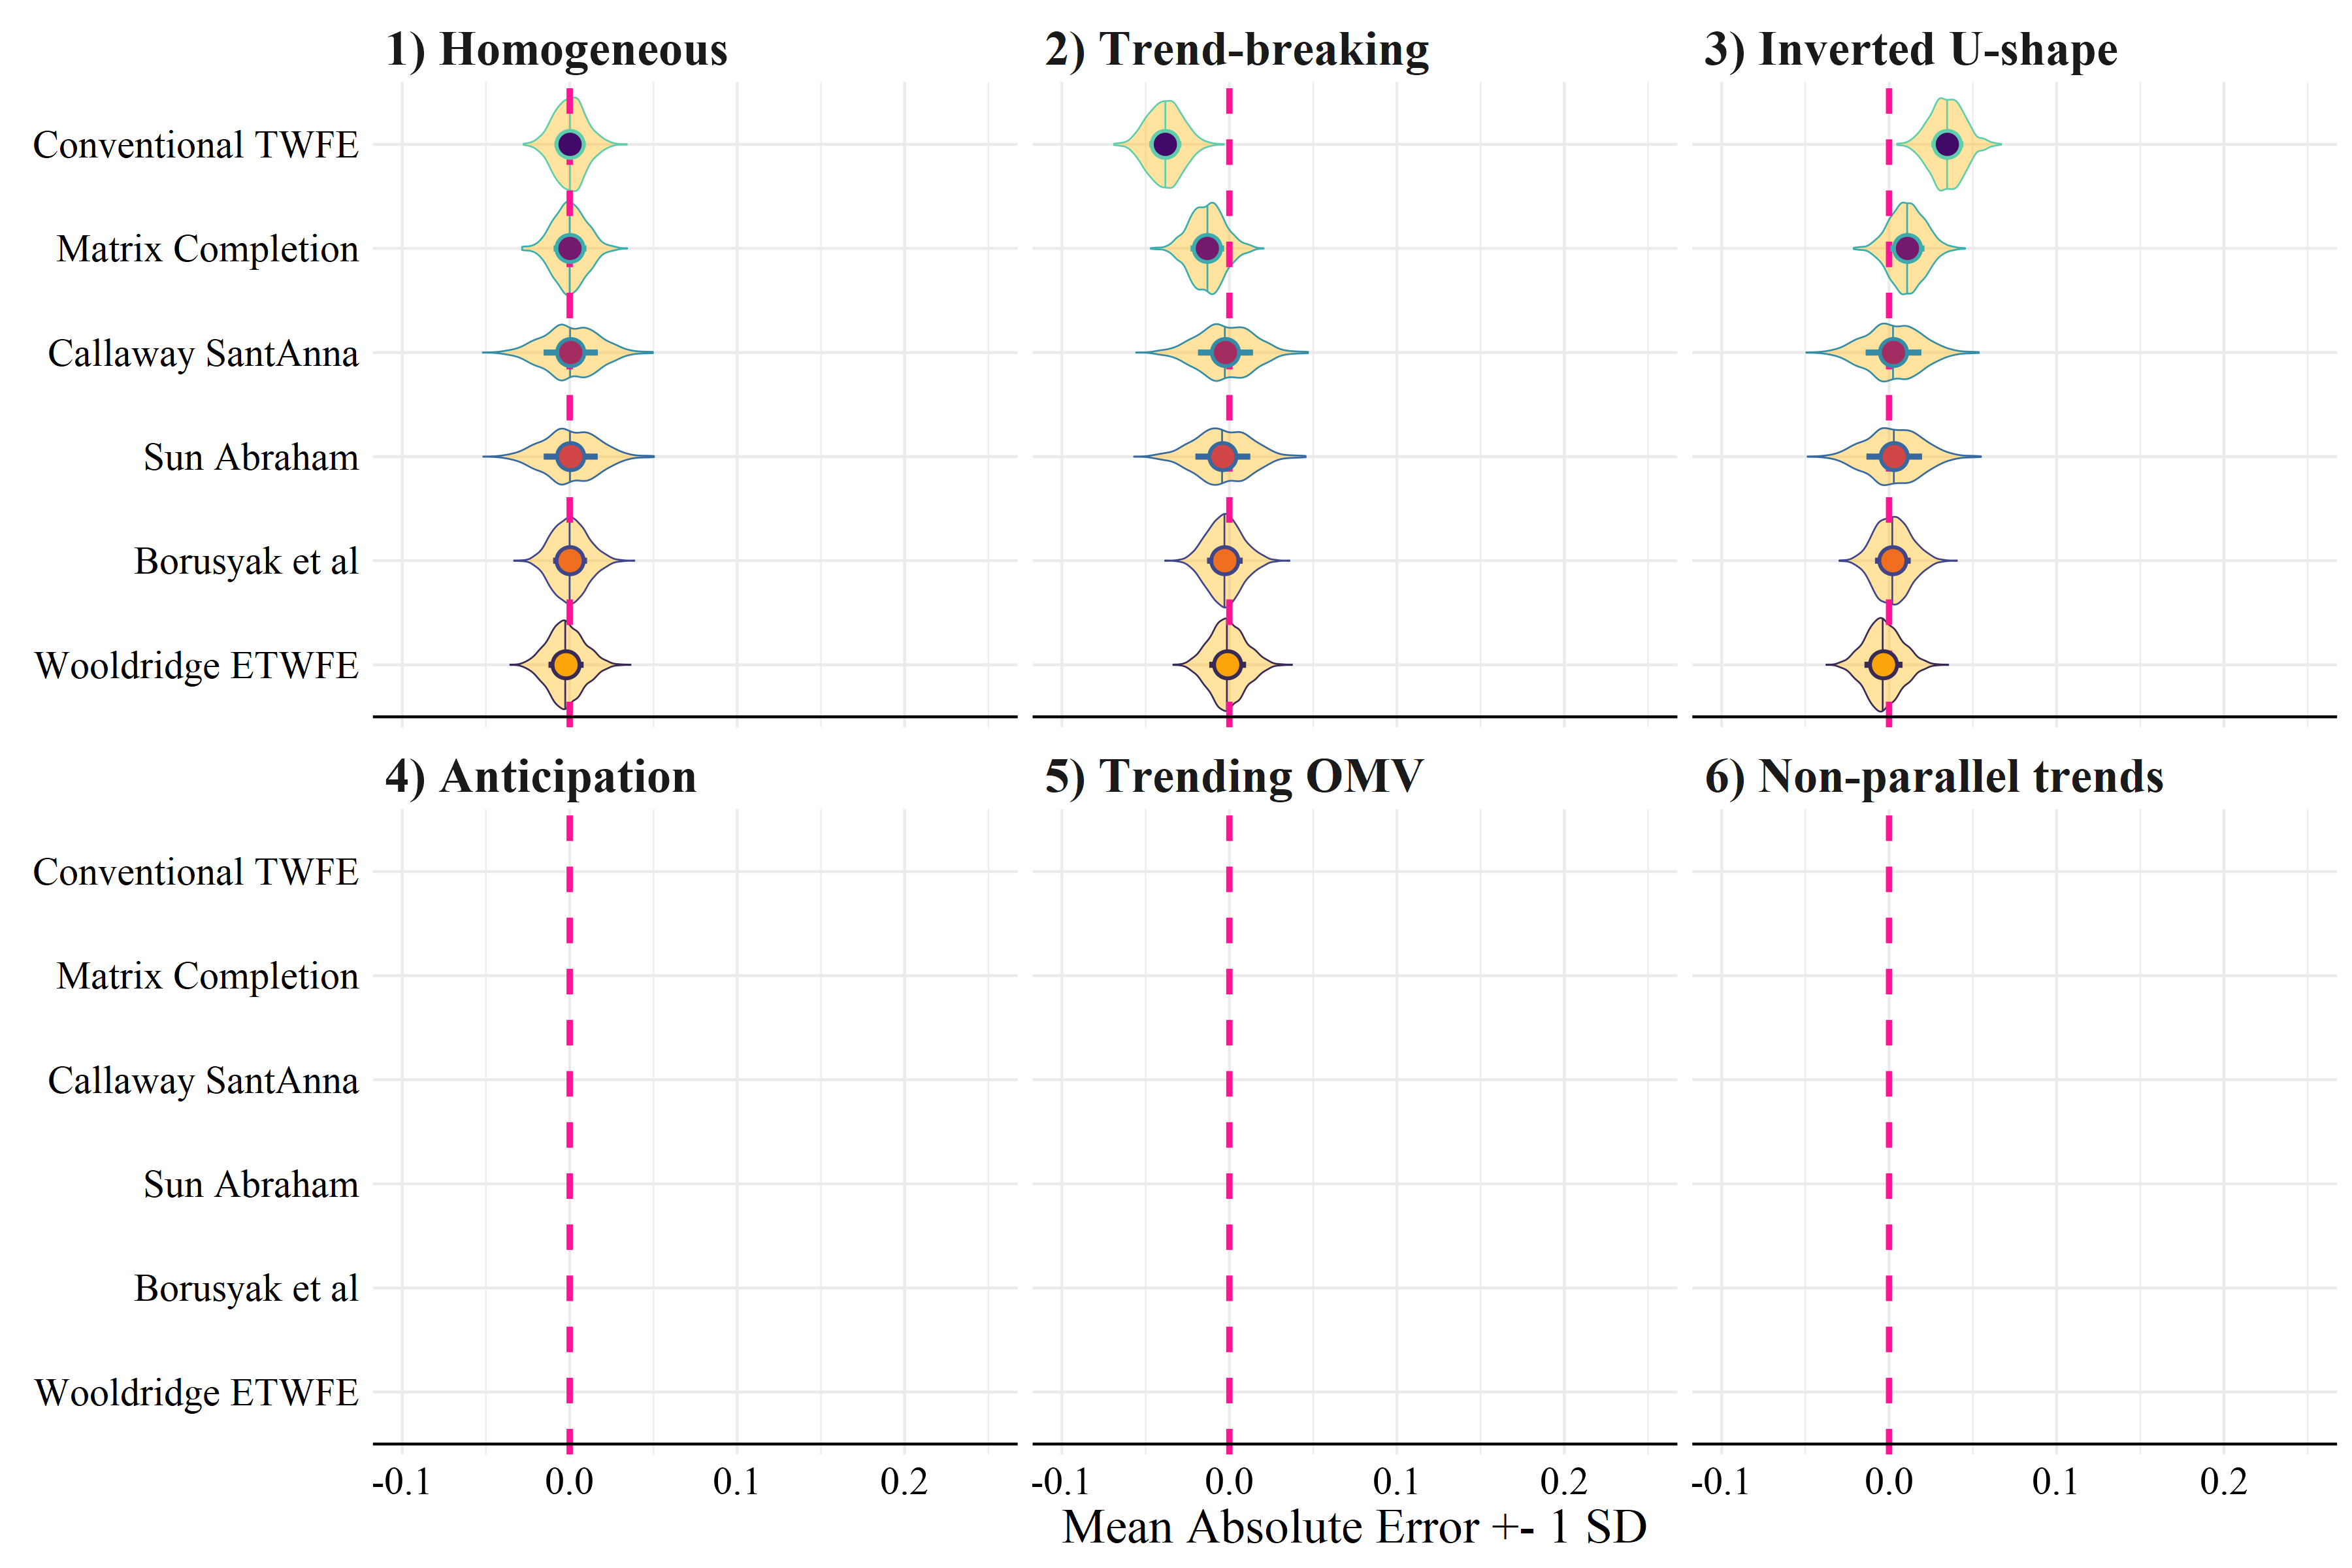 1) Homogeneous
2) Trend-breaking
3) Inverted U-shape
Conventional TWFE
Matrix Completion
Callaway SantAnna
Sun Abraham
Borusyak et al
Wooldridge ETWFE
4) Anticipation
5) Trending OMV
6) Non-parallel trends
Conventional TWFE
Matrix Completion
Callaway SantAnna
Sun Abraham
Borusyak et al
Wooldridge ETWFE
-0.1 0.0 0.1 0.2
-0.1 0.0 0.1 0.2
-0.1 0.0 0.1 0.2
Mean Absolute Error +- 1 SD